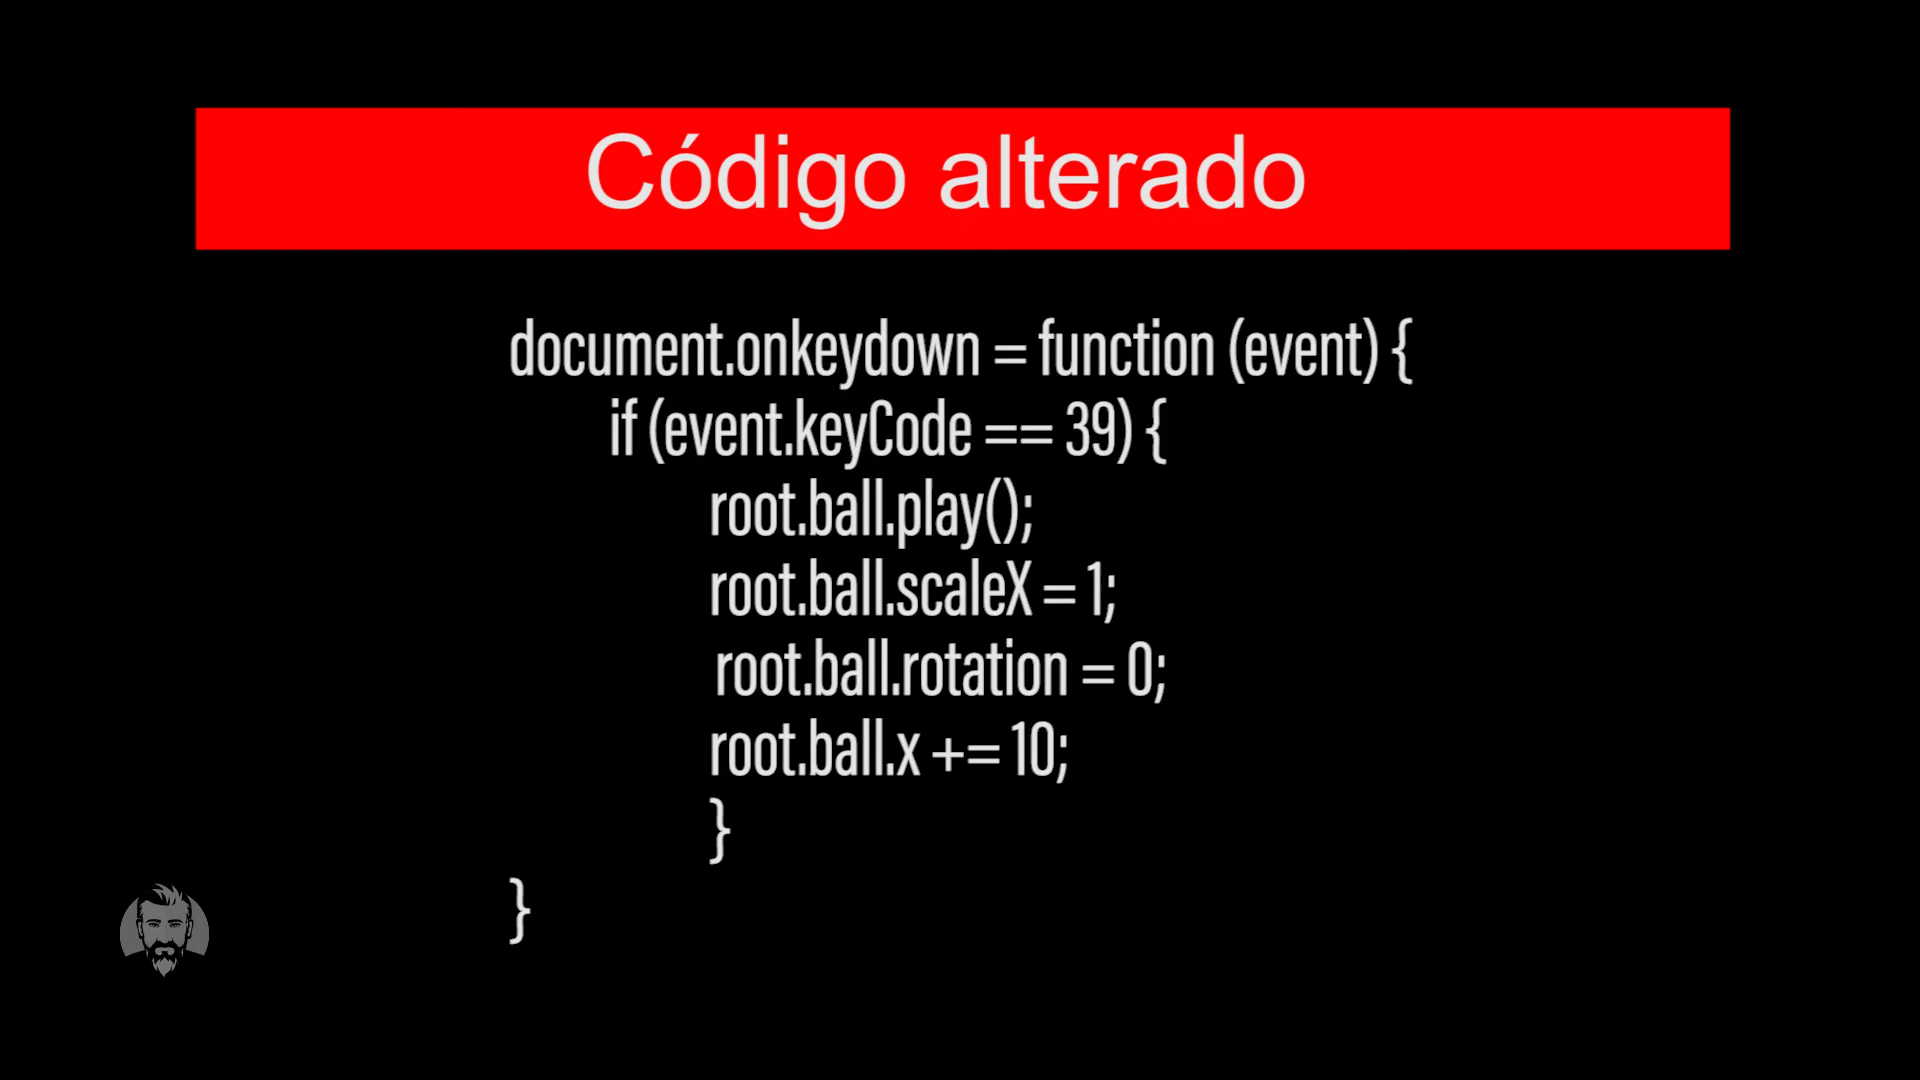 Código alterado
document.onkeydown = function (event) {
if (event.keyCode == 39) {
root.ball.play();
root.ball.scaleX = 1;
root.ball.rotation = 0;
root.ball.x += 10;
}
}